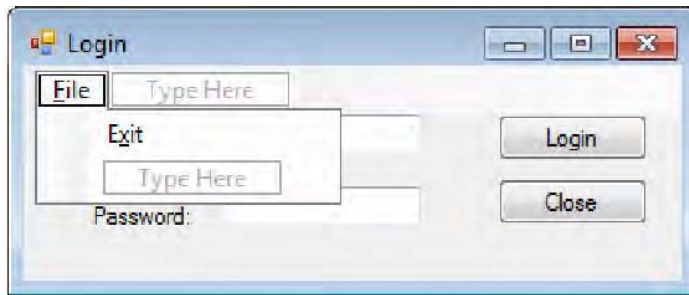 Login
File Type Here
Exit
Login
Type Here
Close
Password: